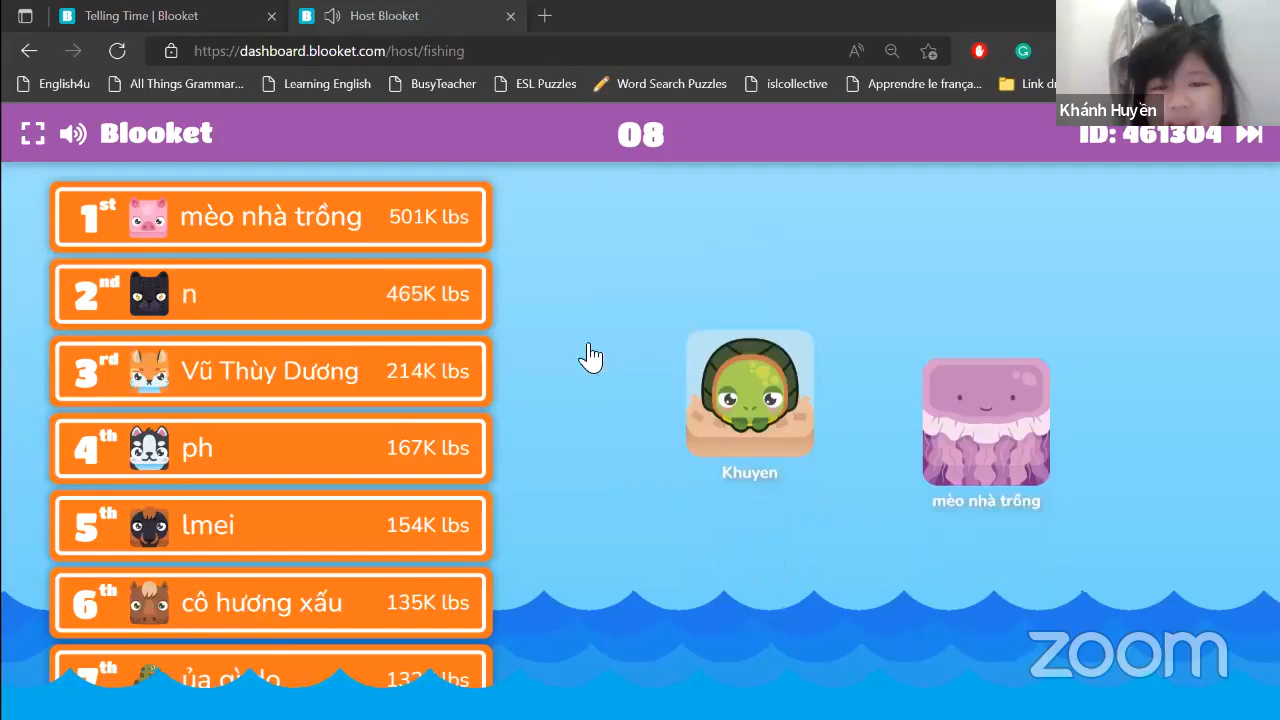 Telling Time | Blooket
Host Blooket
https://dashboard.blooket.com/host/fishing
English4u
All Things Grammar...
Learning English
BusyTeacher
ESL Puzzles
Word Search Puzzles
islcollective
Apprendre le frança...
Link d
Khánh Huyền
Blooket
08
ID: 461304
1st mèo nhà trồng 501K lbs
2nd n 465K lbs
3rd Vũ Thùy Dương 214K lbs
4th ph 167K lbs
5th lmei 154K lbs
6th cô hương xấu 135K lbs
7th
Khuyen
mèo nhà trồng
zoom